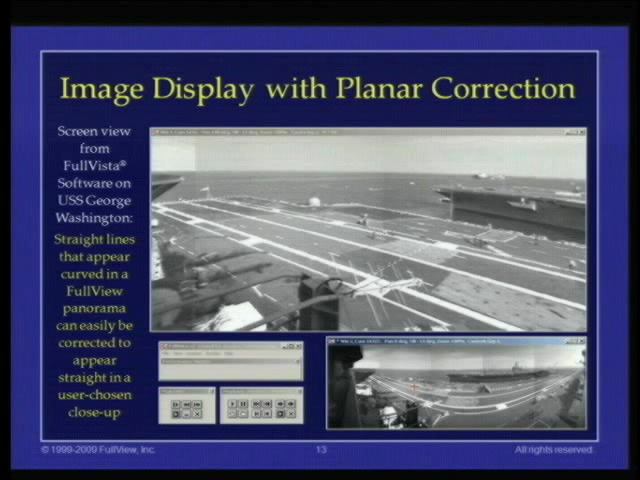 Image Display with Planar Correction
Screen view
from
FullVista®
Software on
USS George
Washington:
Straight lines
that appear
curved in a
FullView
panorama
can easily be
corrected to
appear
straight in a
user-chosen
close-up
© 1999-2009 FullView, Inc.
13
All rights reserved.